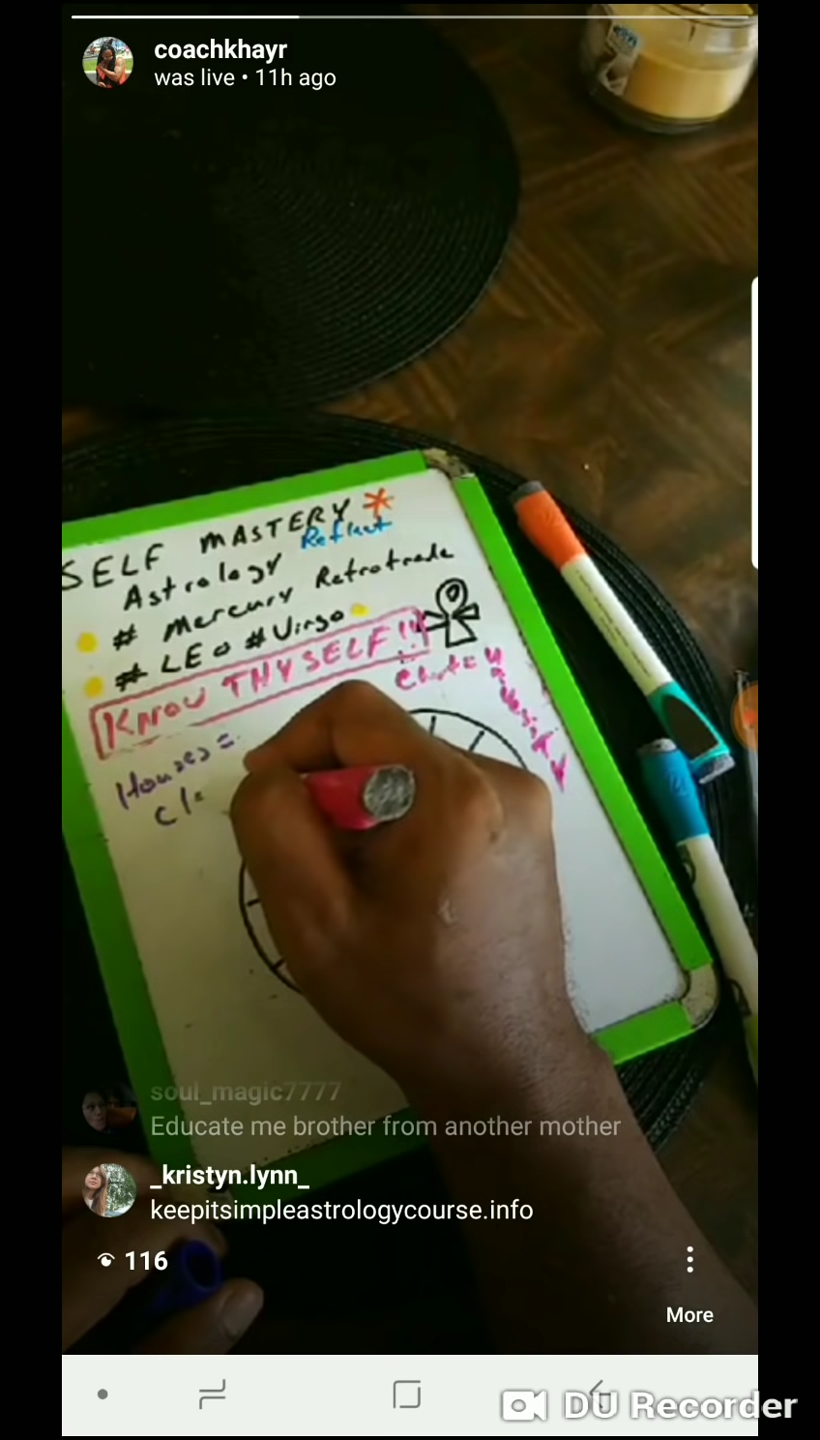 coachkhayr
was live • 11h ago
SELF MASTERY *
Astrology Reflect
# Mercury Retrotrade
# LEO # Virgo
KNOW THYSELF!!
Houses =
soul_magic7777
Educate me brother from another mother
_kristyn.lynn_
keepitsimpleastrologycourse.info
116
More
DU Recorder